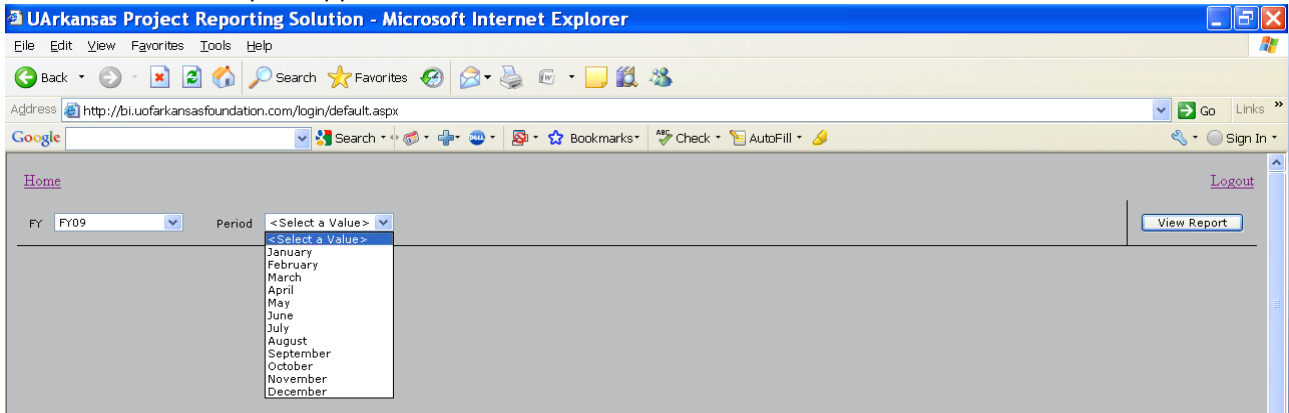 UArkansas Project Reporting Solution - Microsoft Internet Explorer
File Edit View Favorites Tools Help
Back Search Favorites
Address http://bi.uofarkansasfoundation.com/login/default.aspx Go Links »
Google Search Bookmarks ABC Check AutoFill Sign In
Home Logout
FY FY09 Period <Select a Value> View Report
<Select a Value>
January
February
March
April
May
June
July
August
September
October
November
December